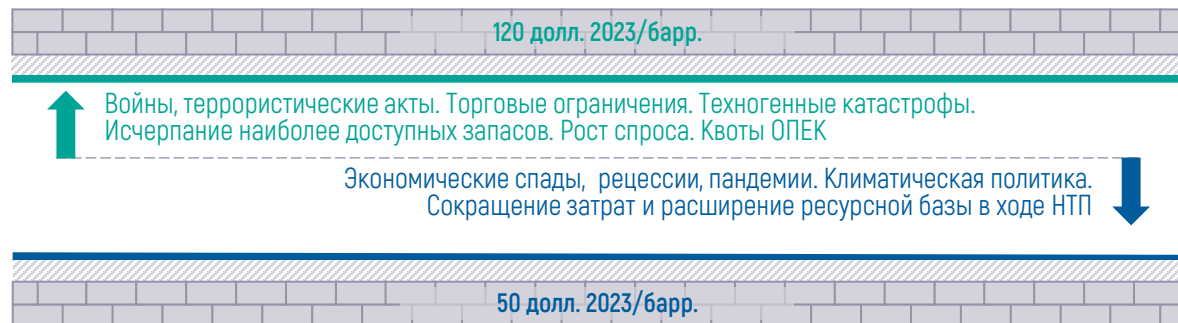 120 долл. 2023/барр.
Войны, террористические акты. Торговые ограничения. Техногенные катастрофы.
Исчерпание наиболее доступных запасов. Рост спроса. Квоты ОПЕК
Экономические спады, рецессии, пандемии. Климатическая политика.
Сокращение затрат и расширение ресурсной базы в ходе НТП
50 долл. 2023/барр.